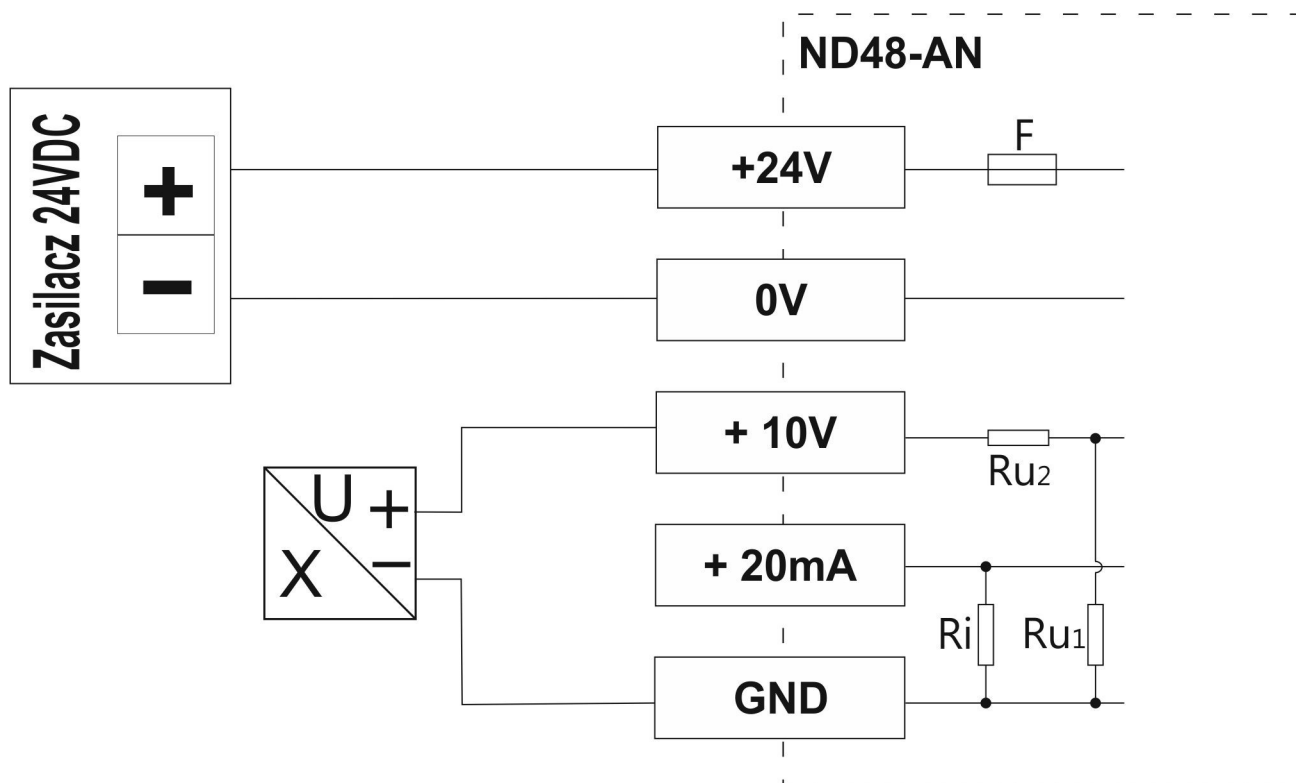 ND48-AN
Zasilacz 24VDC
+
−
+24V
F
0V
+ 10V
Ru2
U +
X −
+ 20mA
Ri
Ru1
GND